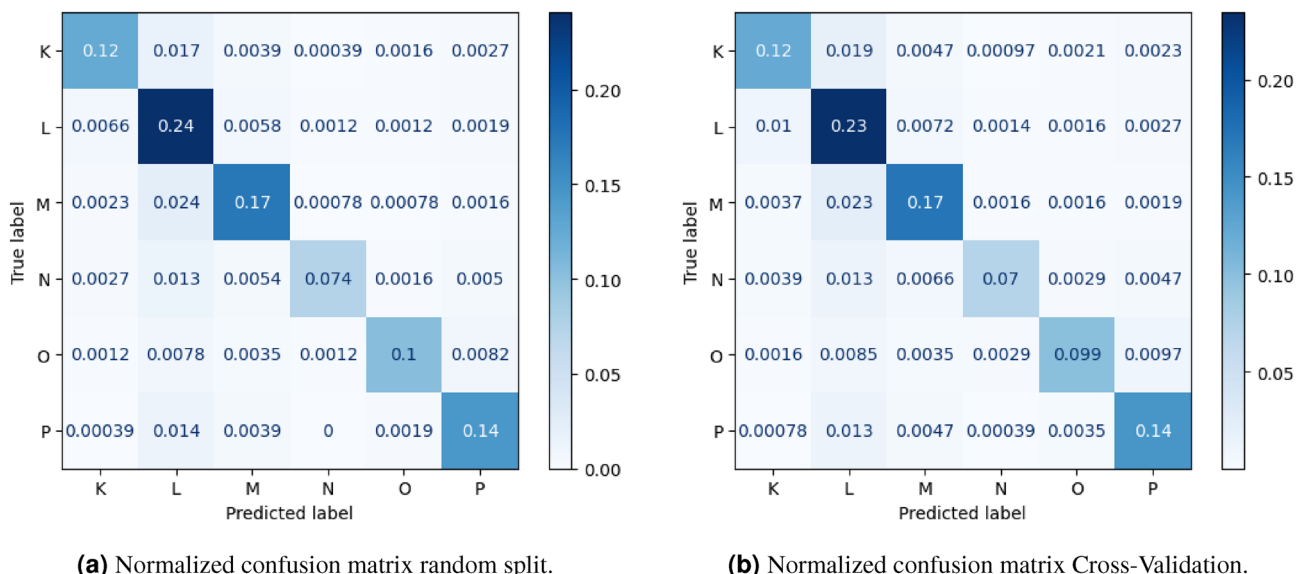 K 0.12 0.017 0.0039 0.00039 0.0016 0.0027
L 0.0066 0.24 0.0058 0.0012 0.0012 0.0019
M 0.0023 0.024 0.17 0.00078 0.00078 0.0016
N 0.0027 0.013 0.0054 0.074 0.0016 0.005
O 0.0012 0.0078 0.0035 0.0012 0.1 0.0082
P 0.00039 0.014 0.0039 0 0.0019 0.14
K L M N O P
Predicted label
True label
0.20
0.15
0.10
0.05
0.00
(a) Normalized confusion matrix random split.
K 0.12 0.019 0.0047 0.00097 0.0021 0.0023
L 0.01 0.23 0.0072 0.0014 0.0016 0.0027
M 0.0037 0.023 0.17 0.0016 0.0016 0.0019
N 0.0039 0.013 0.0066 0.07 0.0029 0.0047
O 0.0016 0.0085 0.0035 0.0029 0.099 0.0097
P 0.00078 0.013 0.0047 0.00039 0.0035 0.14
K L M N O P
Predicted label
True label
0.20
0.15
0.10
0.05
(b) Normalized confusion matrix Cross-Validation.